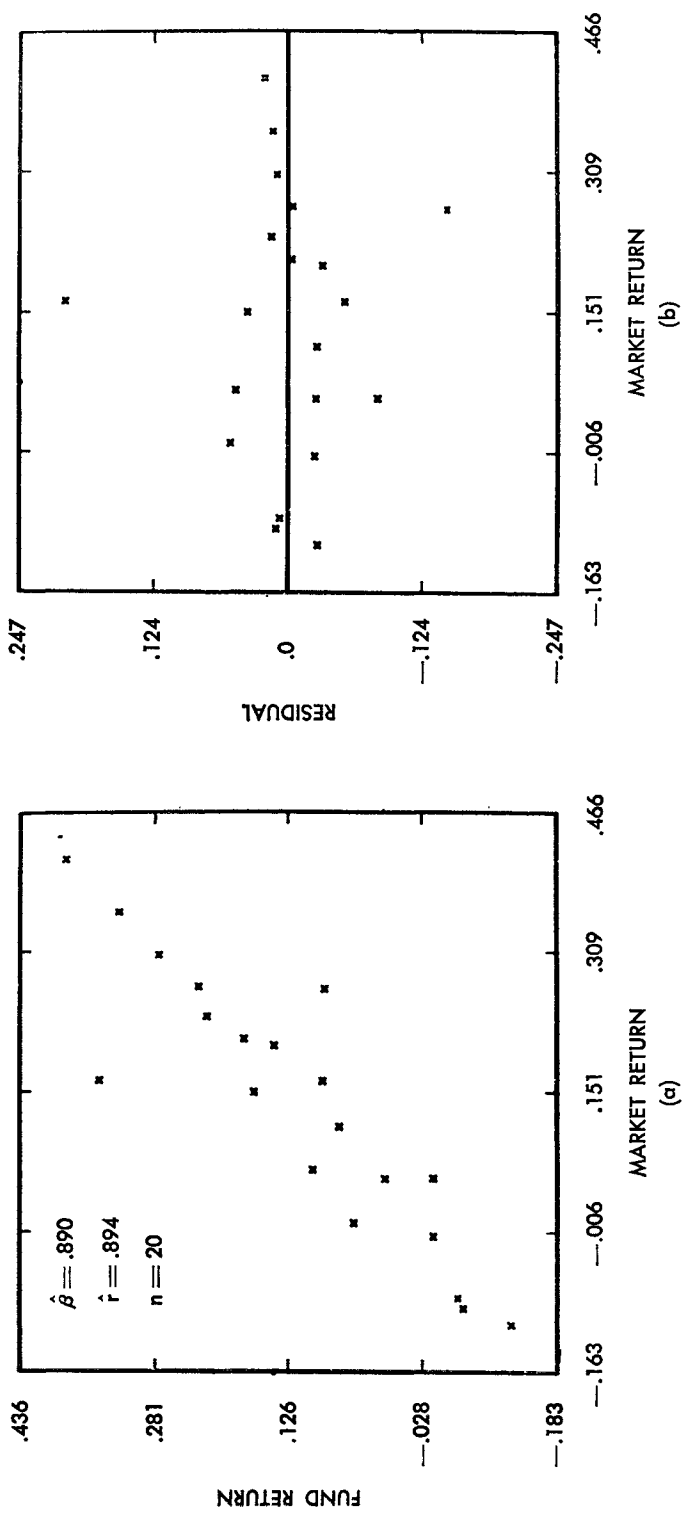 FUND RETURN
.436
.281
.126
—.028
—.183
β̂ = .890
r̂ = .894
n = 20
—.163
—.006
.151
.309
.466
MARKET RETURN
(a)
RESIDUAL
.247
.124
.0
—.124
—.247
—.163
—.006
.151
.309
.466
MARKET RETURN
(b)